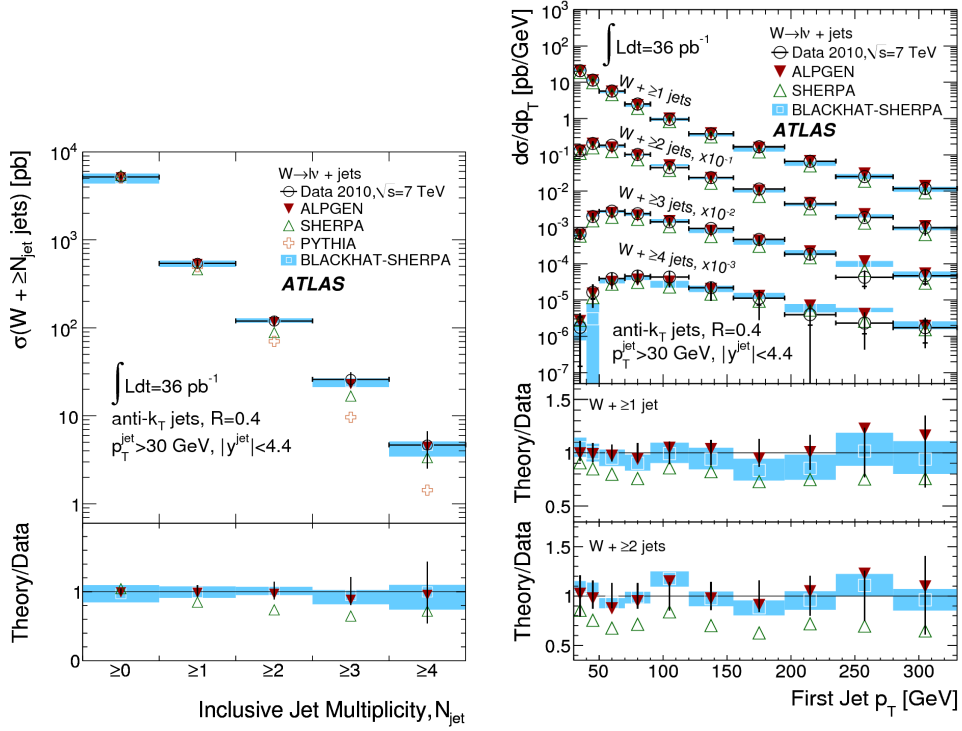 σ(W + ≥N_jet jets) [pb]
10^4
10^3
10^2
10
1
W→lν + jets
Data 2010,√s=7 TeV
ALPGEN
SHERPA
PYTHIA
BLACKHAT-SHERPA
ATLAS
∫Ldt=36 pb^-1
anti-k_T jets, R=0.4
p_T^jet>30 GeV, |y^jet|<4.4
Theory/Data
1
0
≥0 ≥1 ≥2 ≥3 ≥4
Inclusive Jet Multiplicity, N_jet
dσ/dp_T [pb/GeV]
10^3
10^2
10
1
10^-1
10^-2
10^-3
10^-4
10^-5
10^-6
10^-7
∫Ldt=36 pb^-1
W→lν + jets
Data 2010,√s=7 TeV
ALPGEN
SHERPA
BLACKHAT-SHERPA
ATLAS
W + ≥1 jets
W + ≥2 jets, x10^-1
W + ≥3 jets, x10^-2
W + ≥4 jets, x10^-3
anti-k_T jets, R=0.4
p_T^jet>30 GeV, |y^jet|<4.4
Theory/Data
1.5
1
0.5
W + ≥1 jet
Theory/Data
1.5
1
0.5
W + ≥2 jets
50 100 150 200 250 300
First Jet p_T [GeV]